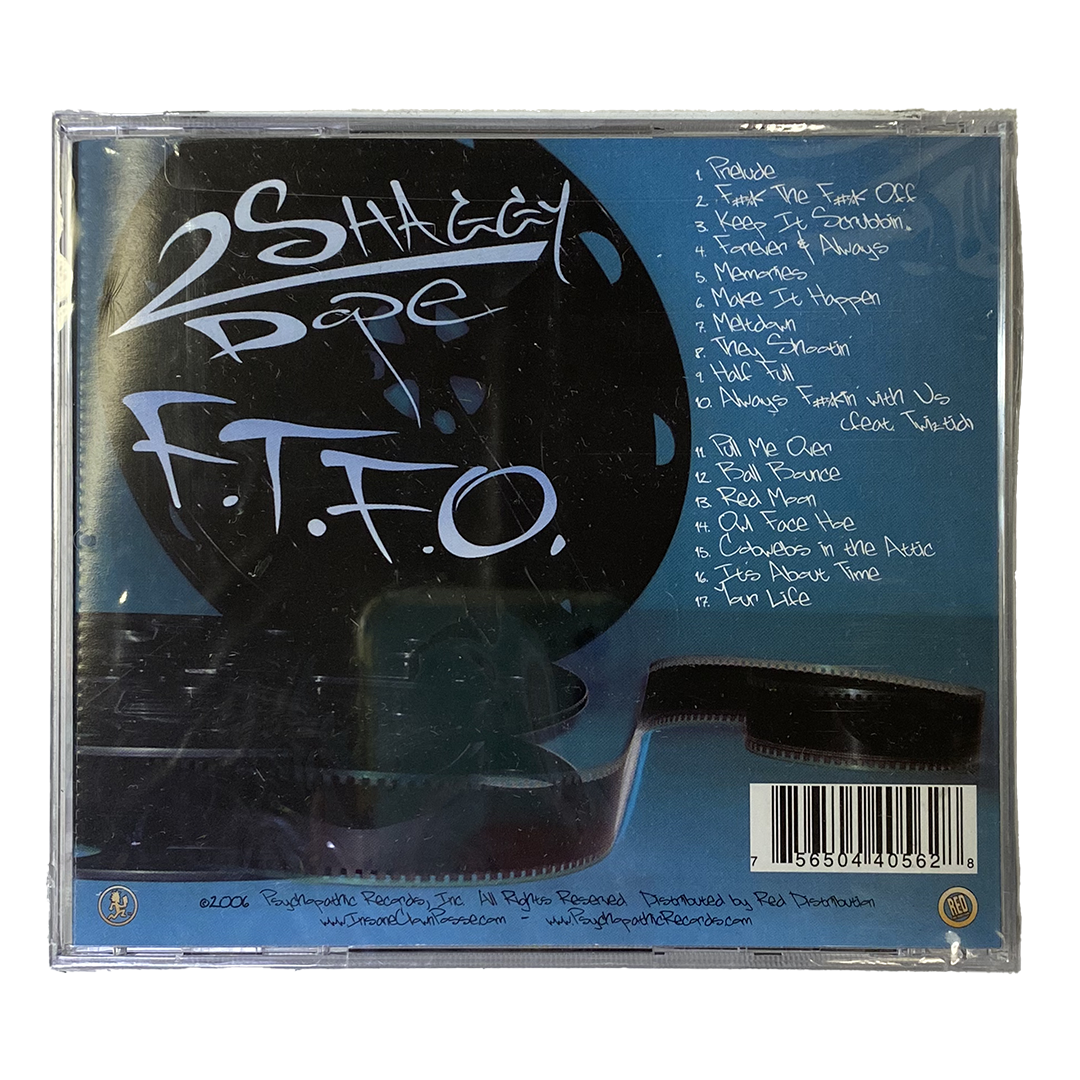 2 SHAGGY
Dope
F.T.F.O.
1. Prelude
2. F#*K The F#*K Off
3. Keep It Scrubbin'
4. Forever & Always
5. Memories
6. Make It Happen
7. Meltdown
8. They Shootin'
9. Half Full
10. Always F#*Kin' with Us
(feat. Twiztid)
11. Pull Me Over
12. Ball Bounce
13. Red Moon
14. Owl Face Hoe
15. Cobwebs in the Attic
16. It's About Time
17. Your Life
7 56504 40562 8
©2006 Psychopathic Records, Inc. All Rights Reserved Distributed by Red Distribution
www.InsaneClownPosse.com - www.PsychopathicRecords.com
RED